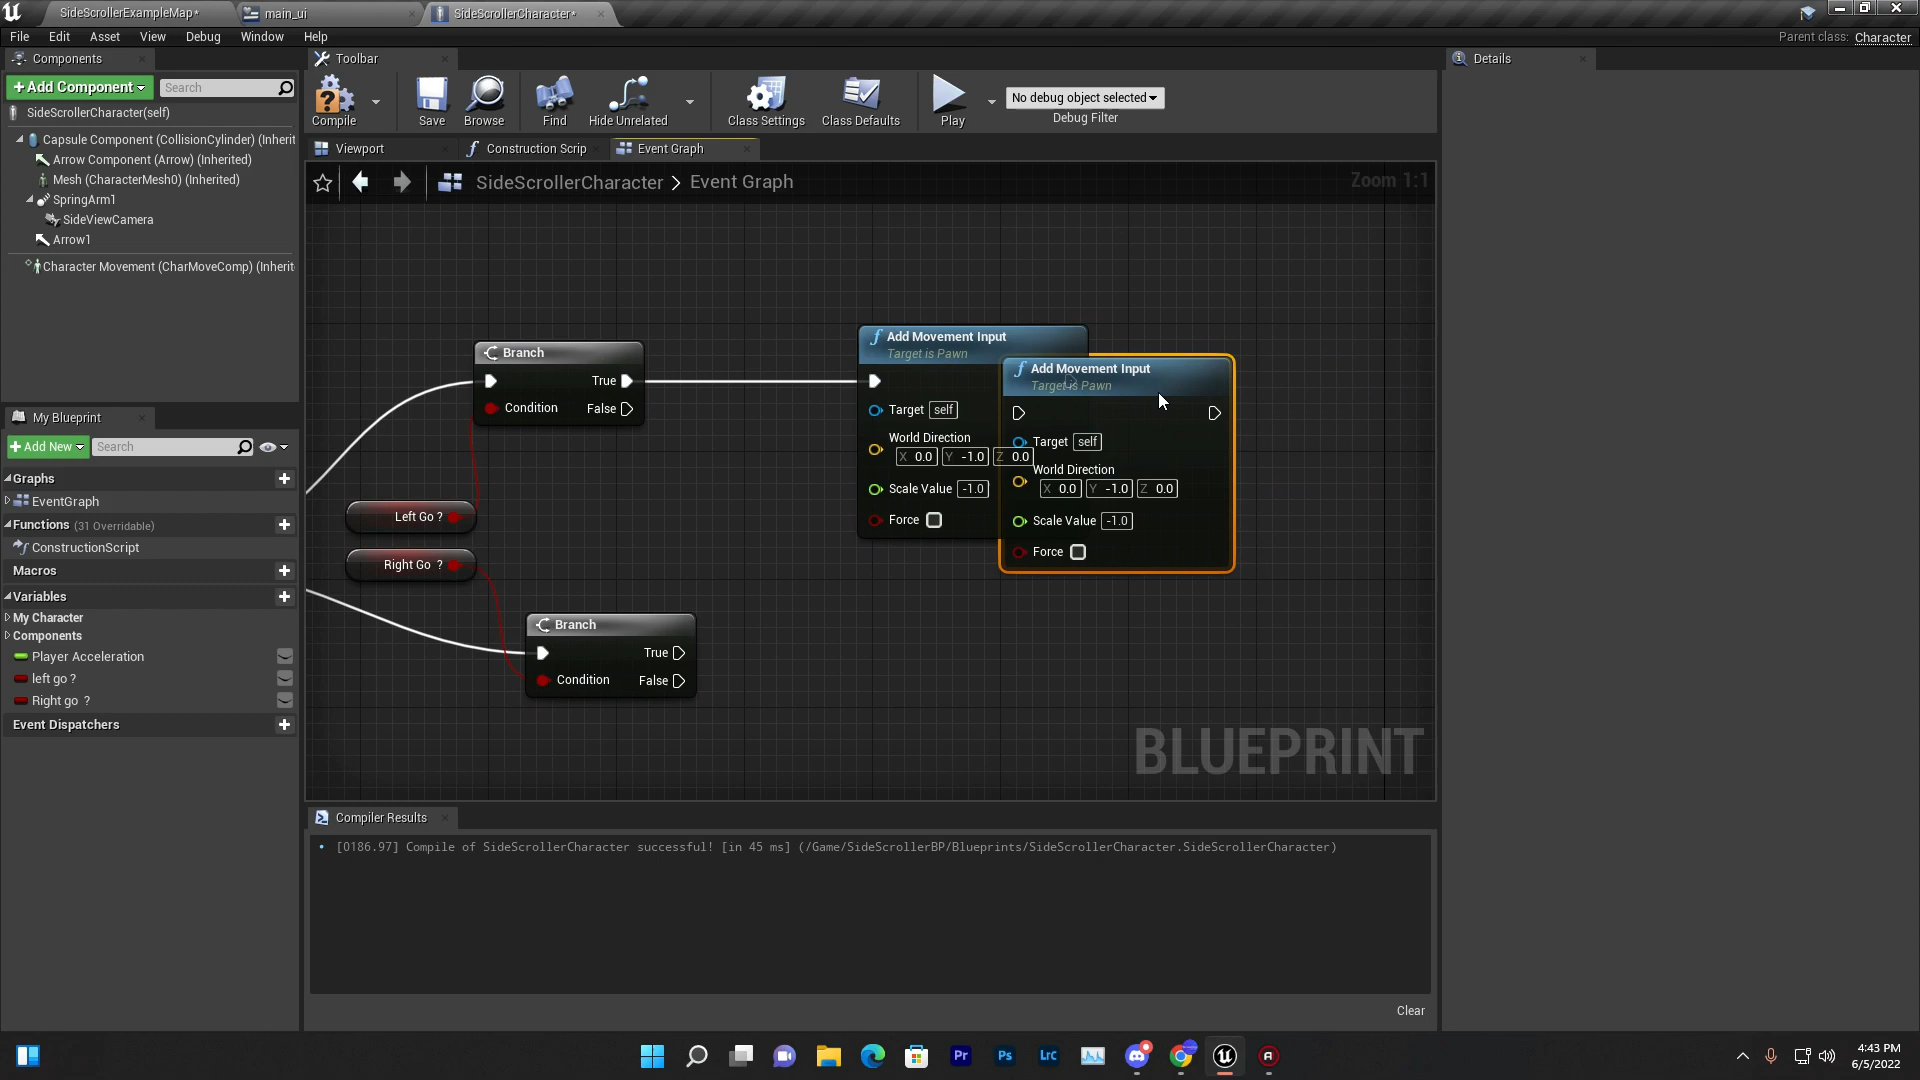 SideScrollerExampleMap*
main_ui
SideScrollerCharacter*
File Edit Asset View Debug Window Help
Parent class: Character
Components
Toolbar
Details
+Add Component
Search
SideScrollerCharacter(self)
Capsule Component (CollisionCylinder) (Inherit
Arrow Component (Arrow) (Inherited)
Mesh (CharacterMesh0) (Inherited)
SpringArm1
SideViewCamera
Arrow1
Character Movement (CharMoveComp) (Inherit
Compile
Save
Browse
Find
Hide Unrelated
Class Settings
Class Defaults
Play
No debug object selected
Debug Filter
Viewport
Construction Scrip
Event Graph
SideScrollerCharacter > Event Graph
Zoom 1:1
Branch
True
Condition
False
Left Go ?
Right Go ?
Branch
True
Condition
False
Add Movement Input
Target is Pawn
Target self
World Direction
X 0.0 Y -1.0 Z 0.0
Scale Value -1.0
Force
Add Movement Input
Target is Pawn
Target self
World Direction
X 0.0 Y -1.0 Z 0.0
Scale Value -1.0
Force
BLUEPRINT
My Blueprint
+Add New
Search
Graphs
EventGraph
Functions (31 Overridable)
ConstructionScript
Macros
Variables
My Character
Components
Player Acceleration
left go ?
Right go ?
Event Dispatchers
Compiler Results
[0186.97] Compile of SideScrollerCharacter successful! [in 45 ms] (/Game/SideScrollerBP/Blueprints/SideScrollerCharacter.SideScrollerCharacter)
Clear
Pr
Ps
LrC
4:43 PM
6/5/2022